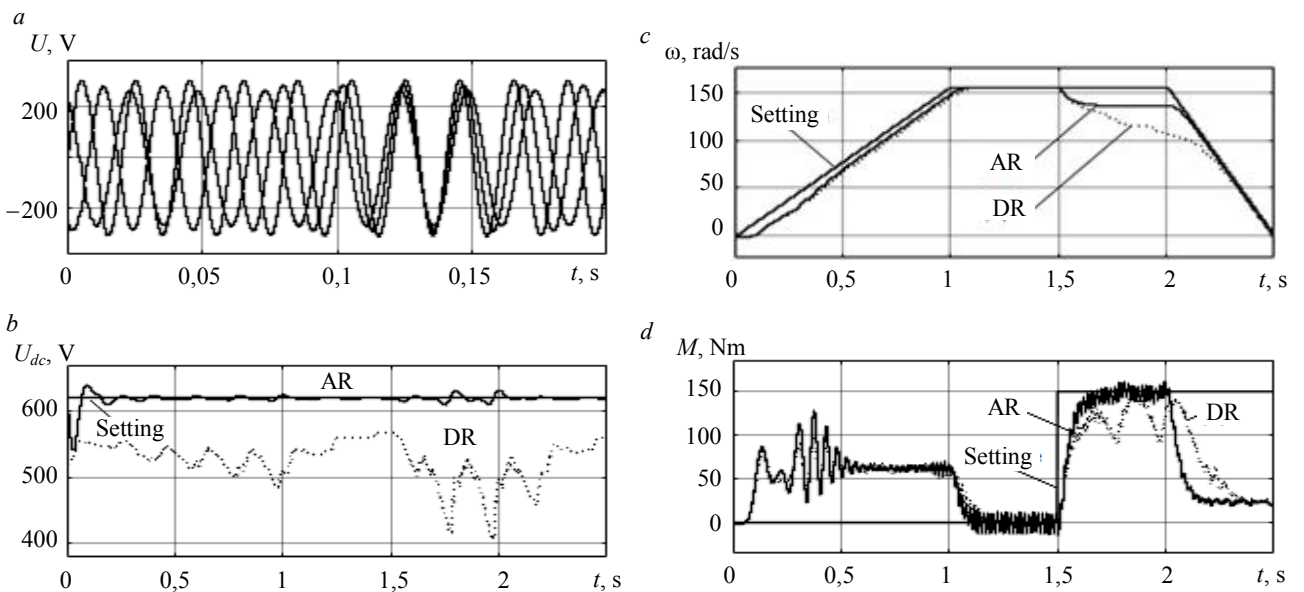 a
U, V
200
−200
0 0,05 0,1 0,15 t, s
b
U_dc, V
600
500
400
AR
Setting
DR
0 0,5 1 1,5 2 t, s
c
ω, rad/s
150
100
50
0
Setting
AR
DR
0 0,5 1 1,5 2 t, s
d
M, Nm
150
100
50
0
AR
DR
Setting
0 0,5 1 1,5 2 t, s